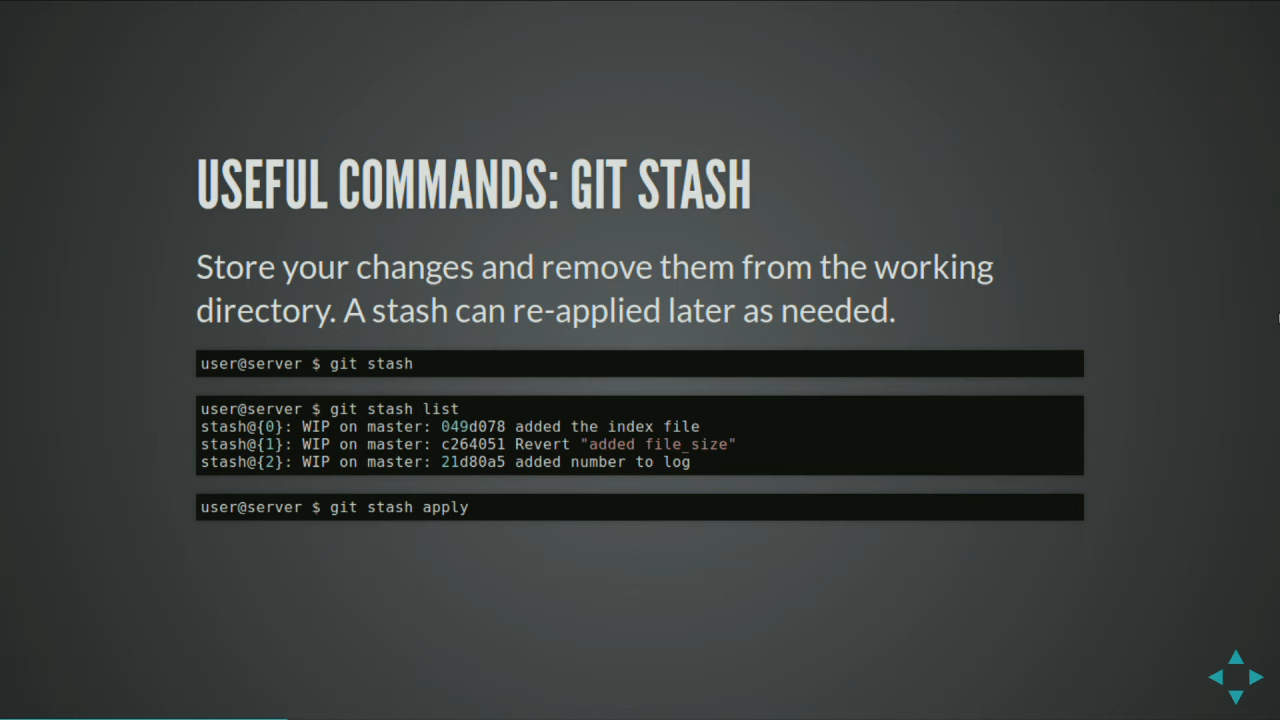 USEFUL COMMANDS: GIT STASH
Store your changes and remove them from the working
directory. A stash can re-applied later as needed.
user@server $ git stash
user@server $ git stash list
stash@{0}: WIP on master: 049d078 added the index file
stash@{1}: WIP on master: c264051 Revert "added file_size"
stash@{2}: WIP on master: 21d80a5 added number to log
user@server $ git stash apply